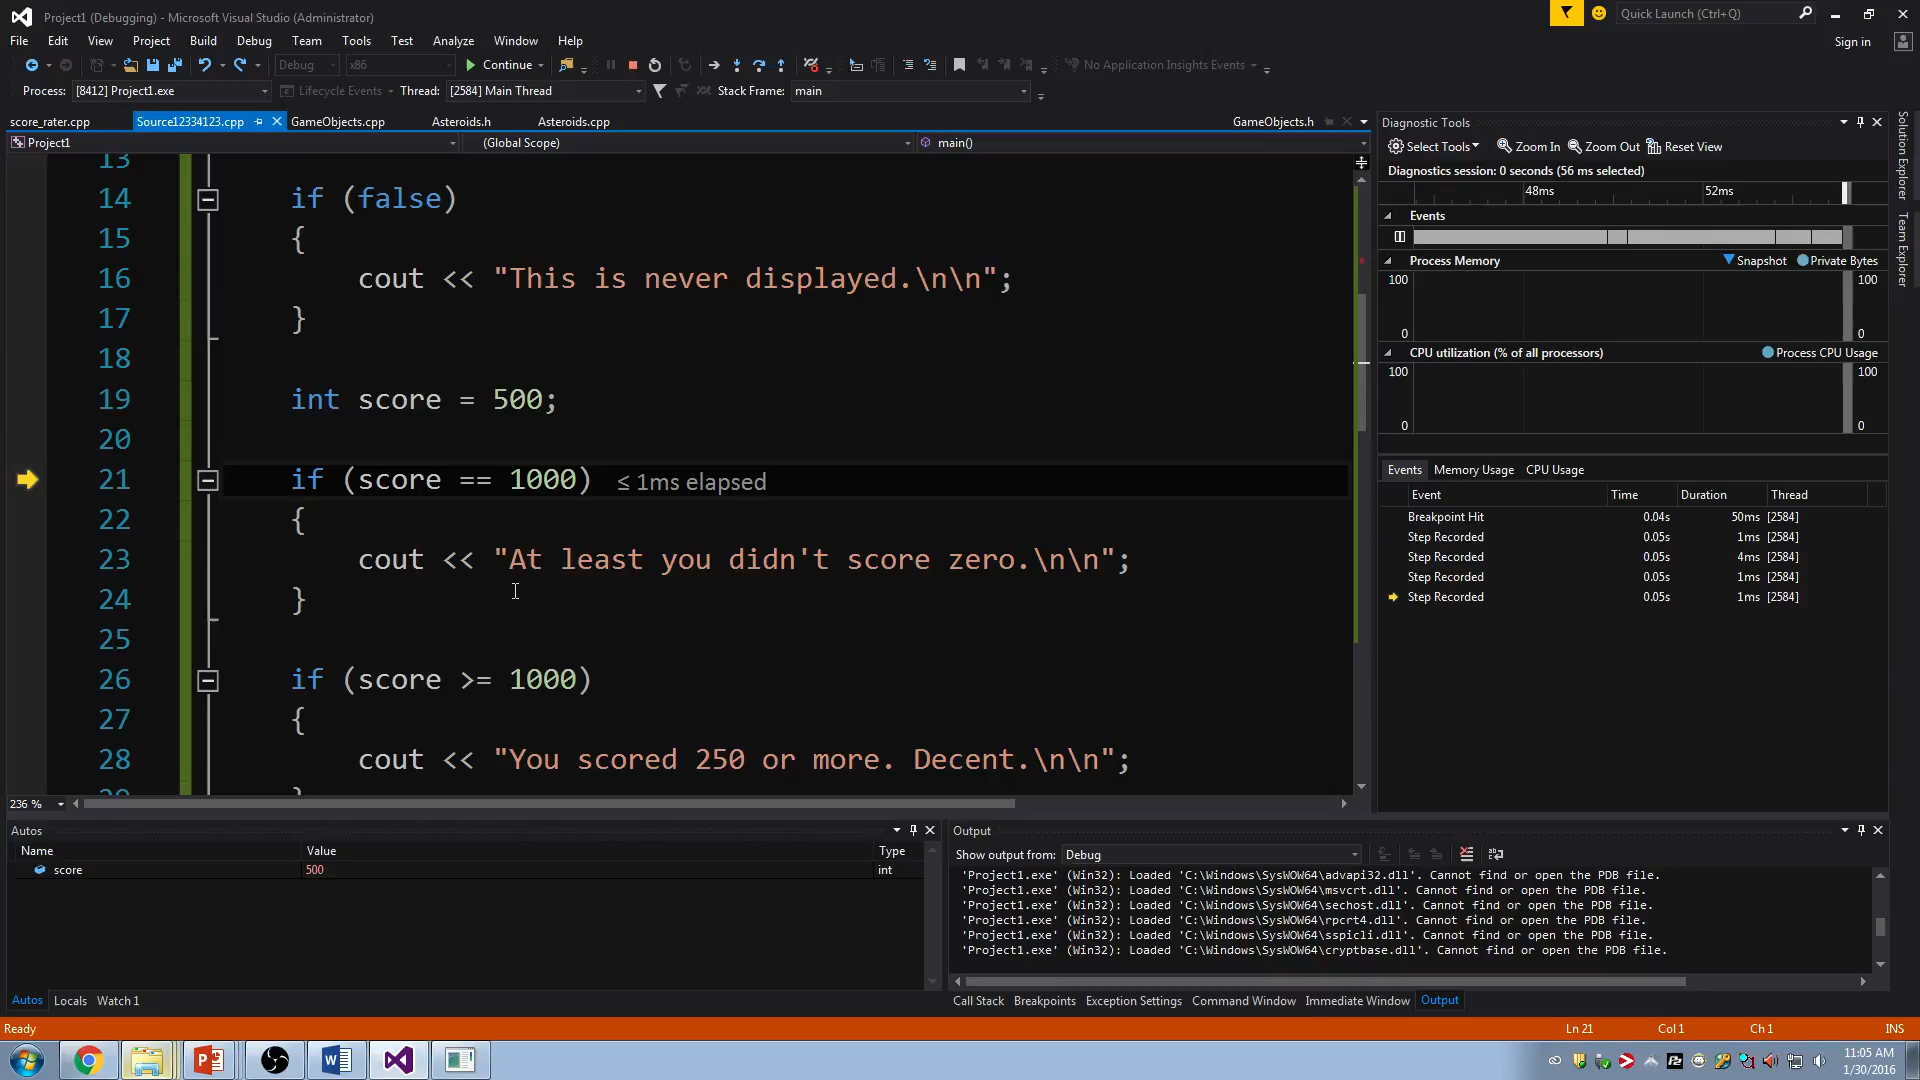 Project1 (Debugging) - Microsoft Visual Studio (Administrator)
Quick Launch (Ctrl+Q)
File Edit View Project Build Debug Team Tools Test Analyze Window Help
Sign in
Debug x86 Continue No Application Insights Events
Process: [8412] Project1.exe Lifecycle Events Thread: [2584] Main Thread Stack Frame: main
score_rater.cpp Source12334123.cpp GameObjects.cpp Asteroids.h Asteroids.cpp GameObjects.h
Project1 (Global Scope) main()
13
14 if (false)
15 {
16 cout << "This is never displayed.\n\n";
17 }
18
19 int score = 500;
20
21 if (score == 1000) ≤ 1ms elapsed
22 {
23 cout << "At least you didn't score zero.\n\n";
24 }
25
26 if (score >= 1000)
27 {
28 cout << "You scored 250 or more. Decent.\n\n";
29 }
236 %
Diagnostic Tools
Select Tools Zoom In Zoom Out Reset View
Diagnostics session: 0 seconds (56 ms selected)
48ms 52ms
Events
Process Memory Snapshot Private Bytes
100 100
0 0
CPU utilization (% of all processors) Process CPU Usage
100 100
0 0
Events Memory Usage CPU Usage
Event Time Duration Thread
Breakpoint Hit 0.04s 50ms [2584]
Step Recorded 0.05s 1ms [2584]
Step Recorded 0.05s 4ms [2584]
Step Recorded 0.05s 1ms [2584]
Step Recorded 0.05s 1ms [2584]
Solution Explorer
Team Explorer
Autos
Name Value Type
score 500 int
Autos Locals Watch 1
Output
Show output from: Debug
'Project1.exe' (Win32): Loaded 'C:\Windows\SysWOW64\advapi32.dll'. Cannot find or open the PDB file.
'Project1.exe' (Win32): Loaded 'C:\Windows\SysWOW64\msvcrt.dll'. Cannot find or open the PDB file.
'Project1.exe' (Win32): Loaded 'C:\Windows\SysWOW64\sechost.dll'. Cannot find or open the PDB file.
'Project1.exe' (Win32): Loaded 'C:\Windows\SysWOW64\rpcrt4.dll'. Cannot find or open the PDB file.
'Project1.exe' (Win32): Loaded 'C:\Windows\SysWOW64\sspicli.dll'. Cannot find or open the PDB file.
'Project1.exe' (Win32): Loaded 'C:\Windows\SysWOW64\cryptbase.dll'. Cannot find or open the PDB file.
Call Stack Breakpoints Exception Settings Command Window Immediate Window Output
Ready Ln 21 Col 1 Ch 1 INS
11:05 AM
1/30/2016